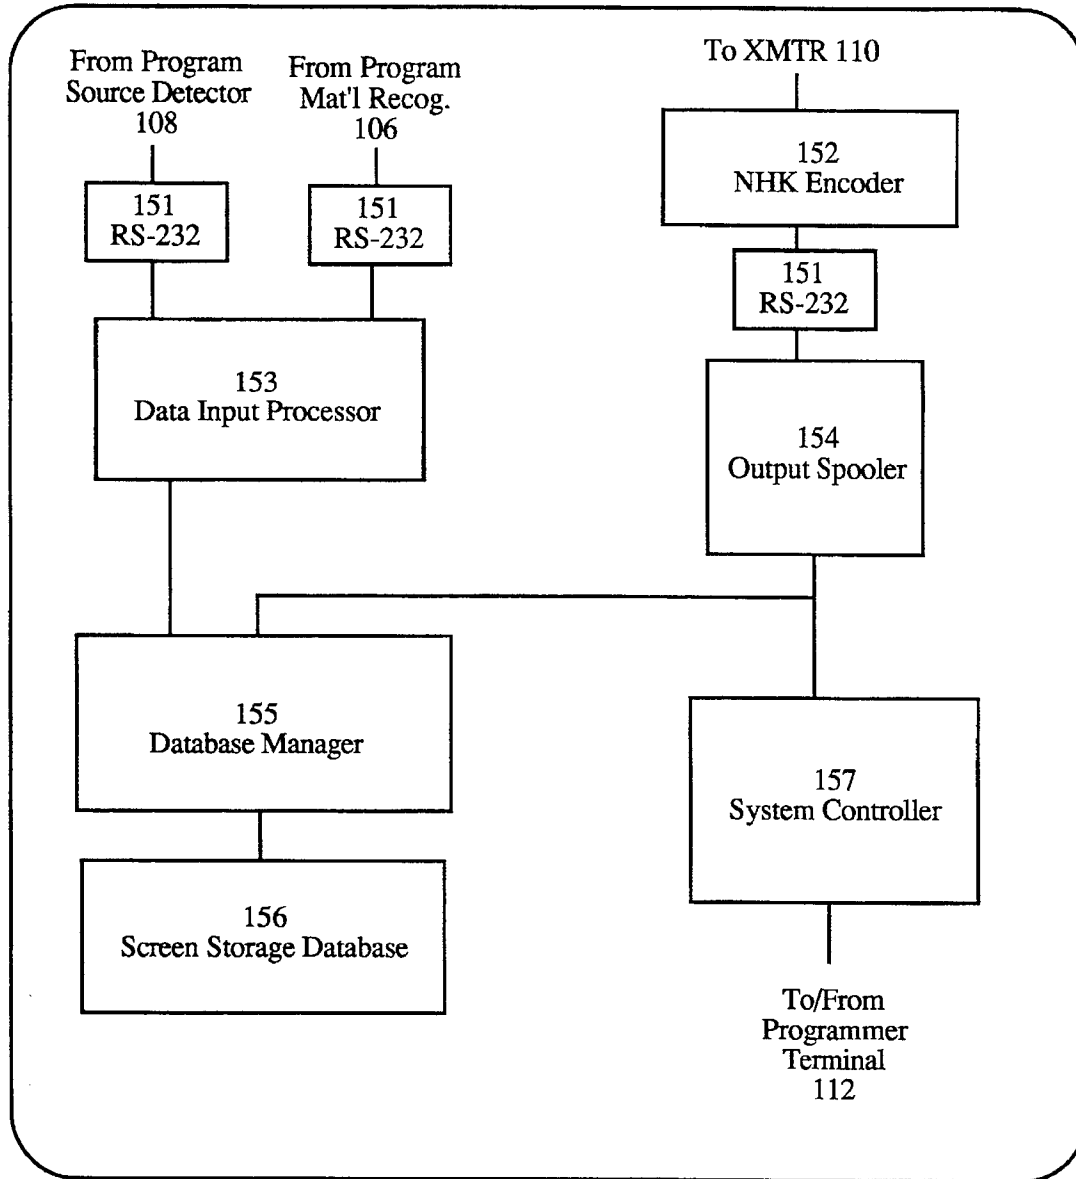 From Program
Source Detector
108
From Program
Mat'l Recog.
106
To XMTR 110
151
RS-232
151
RS-232
152
NHK Encoder
151
RS-232
153
Data Input Processor
154
Output Spooler
155
Database Manager
157
System Controller
156
Screen Storage Database
To/From
Programmer
Terminal
112